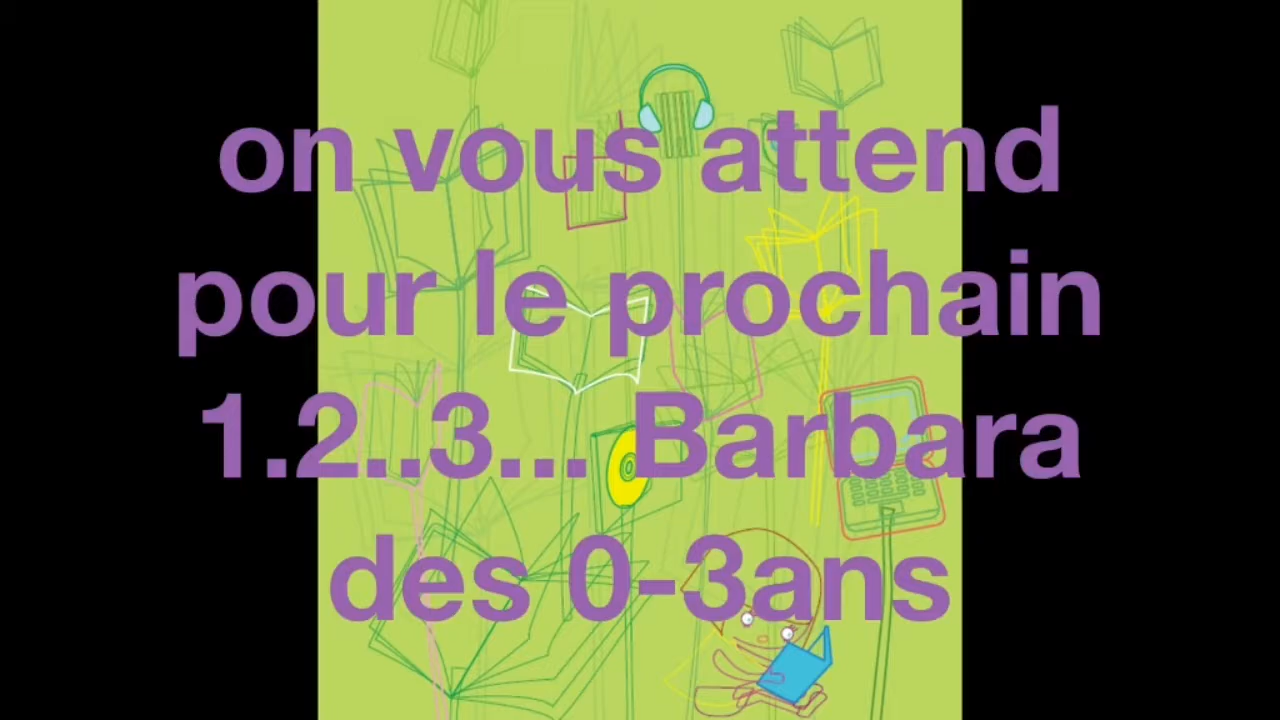 on vous attend
pour le prochain
1.2..3... Barbara
des 0-3ans